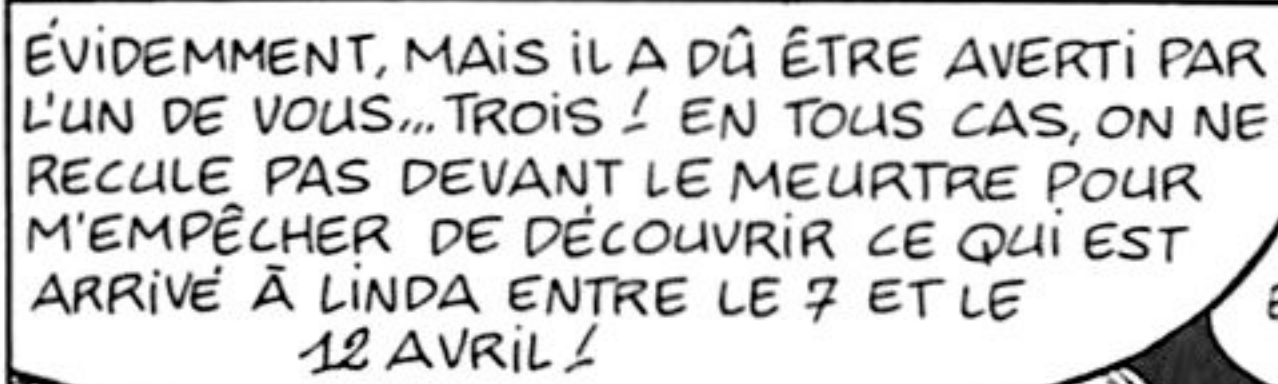 ÉVIDEMMENT, MAIS IL A DÛ ÊTRE AVERTI PAR
L'UN DE VOUS... TROIS ! EN TOUS CAS, ON NE
RECULE PAS DEVANT LE MEURTRE POUR
M'EMPÊCHER DE DÉCOUVRIR CE QUI EST
ARRIVÉ À LINDA ENTRE LE 7 ET LE
12 AVRIL !